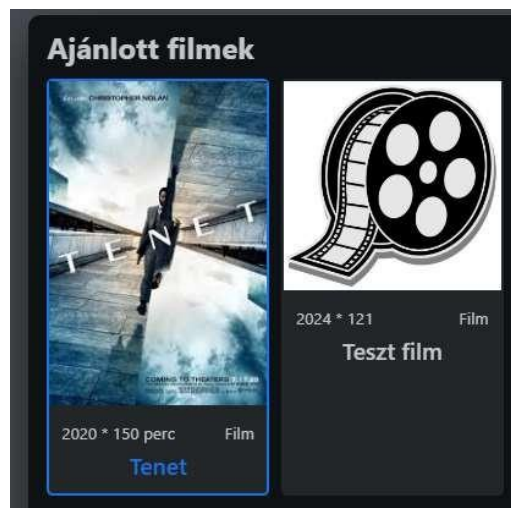 Ajánlott filmek
CHRISTOPHER NOLAN
TENET
COMING TO THEATERS
2020 * 150 perc Film
Tenet
2024 * 121 Film
Teszt film